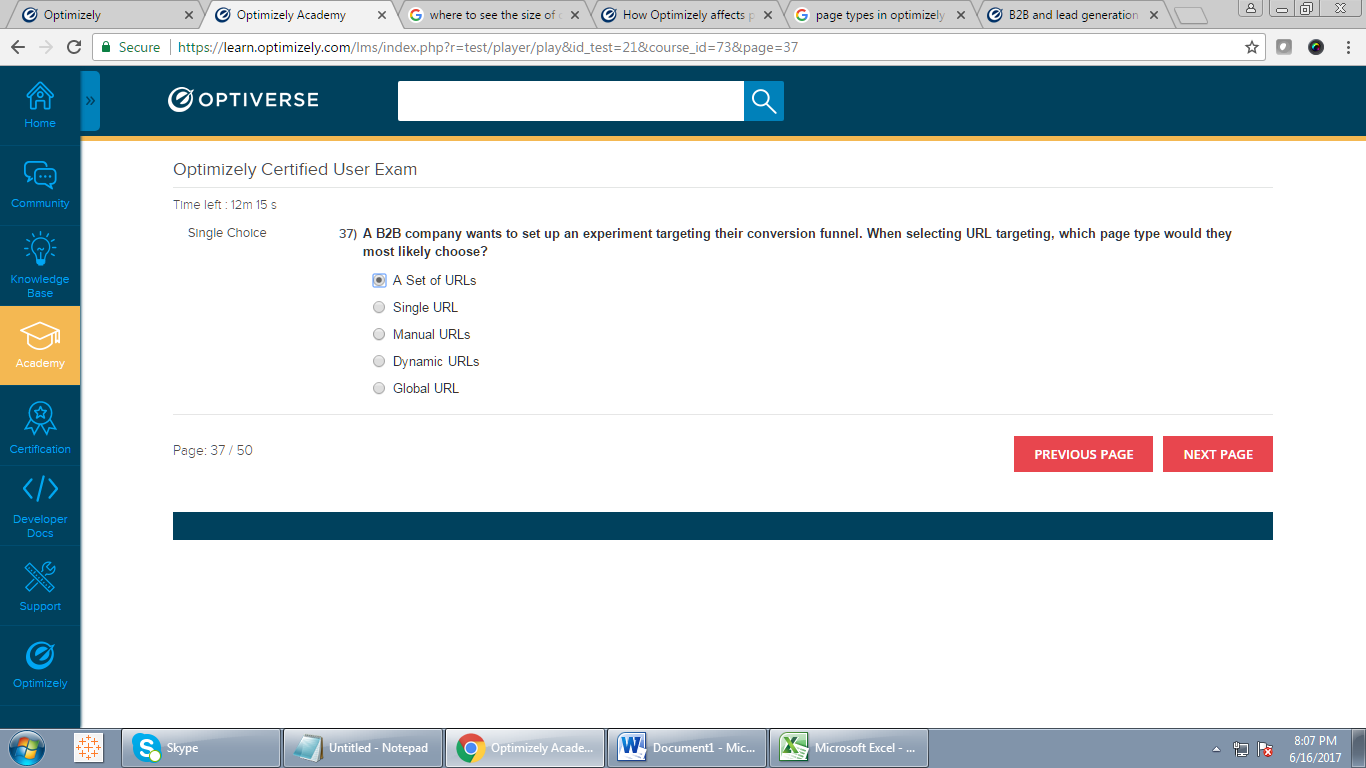 Optimizely
Optimizely Academy
where to see the size of
How Optimizely affects p
page types in optimizely
B2B and lead generation
Secure
https://learn.optimizely.com/lms/index.php?r=test/player/play&id_test=21&course_id=73&page=37
Home
»
OPTIVERSE
Community
Knowledge
Base
Academy
Certification
Developer
Docs
Support
Optimizely
Optimizely Certified User Exam
Time left : 12m 15 s
Single Choice
37) A B2B company wants to set up an experiment targeting their conversion funnel. When selecting URL targeting, which page type would they
most likely choose?
A Set of URLs
Single URL
Manual URLs
Dynamic URLs
Global URL
Page: 37 / 50
PREVIOUS PAGE
NEXT PAGE
Skype
Untitled - Notepad
Optimizely Acade...
Document1 - Mic...
Microsoft Excel - ...
8:07 PM
6/16/2017